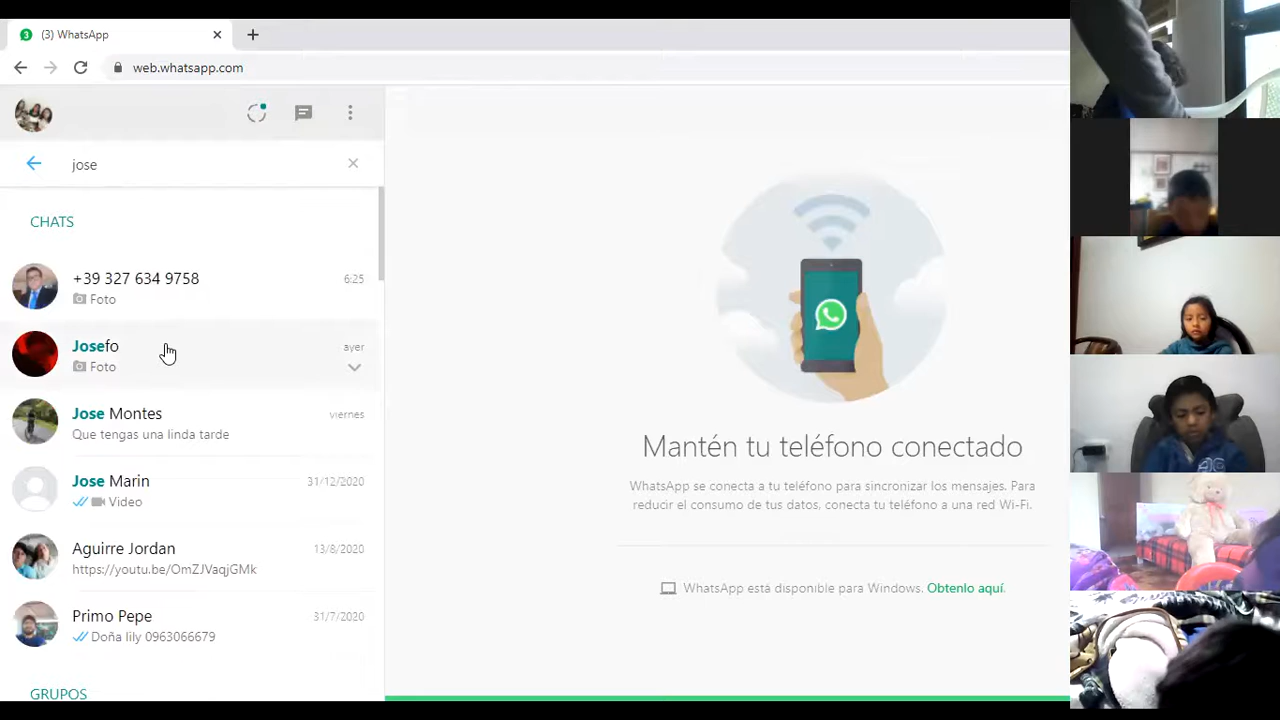 3
(3) WhatsApp
web.whatsapp.com
jose
CHATS
+39 327 634 9758
6:25
Foto
Josefo
ayer
Foto
Jose Montes
viernes
Que tengas una linda tarde
Jose Marin
31/12/2020
Video
Aguirre Jordan
13/8/2020
https://youtu.be/OmZJVaqjGMk
Primo Pepe
31/7/2020
Doña lily 0963066679
GRUPOS
Mantén tu teléfono conectado
WhatsApp se conecta a tu teléfono para sincronizar los mensajes. Para
reducir el consumo de tus datos, conecta tu teléfono a una red Wi-Fi.
WhatsApp está disponible para Windows. Obtenlo aquí.